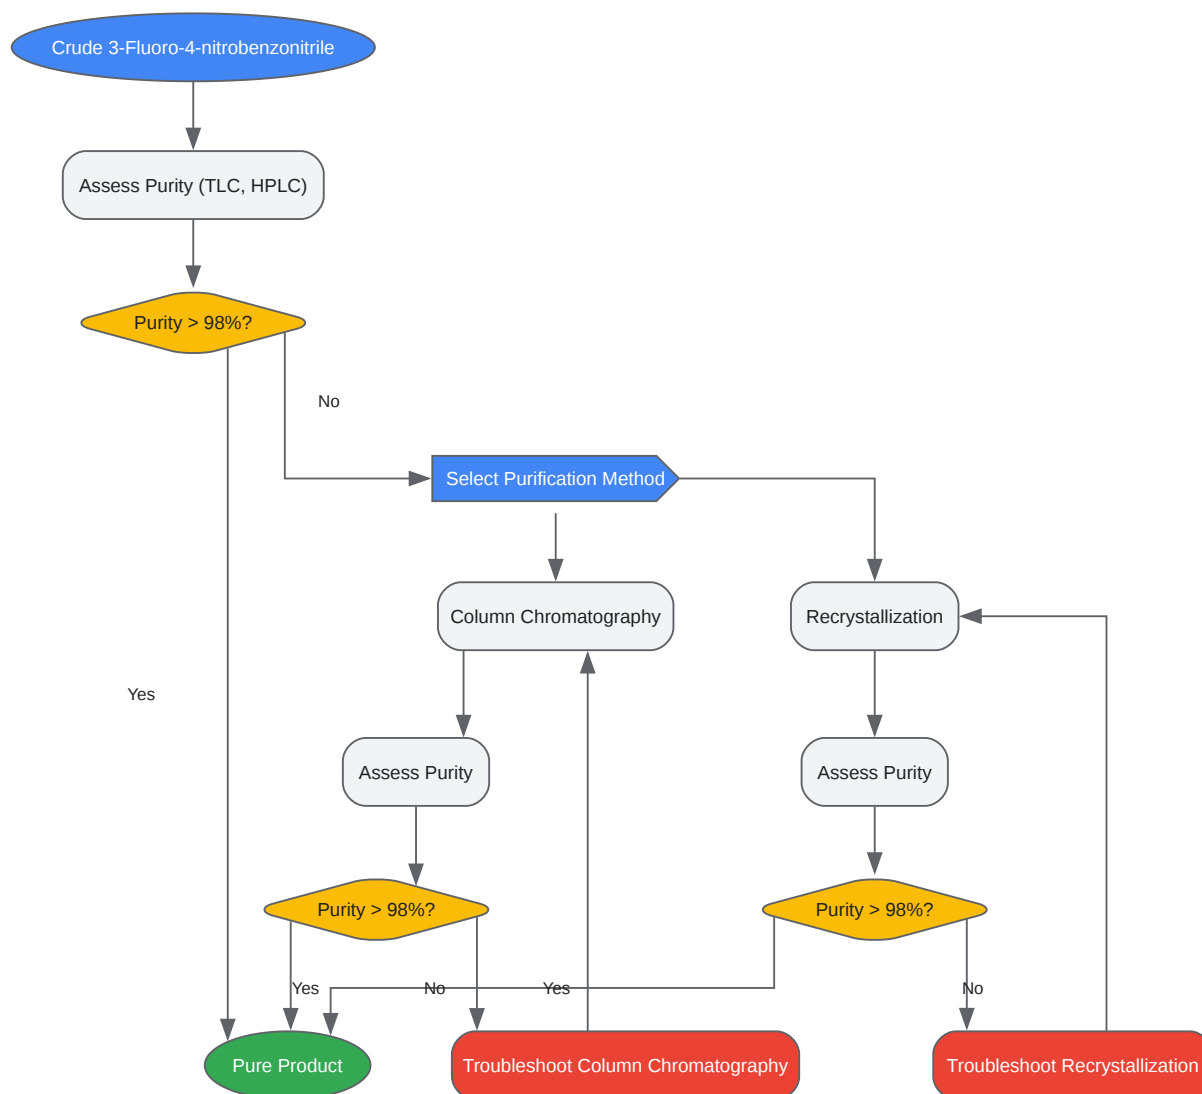 Crude 3-Fluoro-4-nitrobenzonitrile
Assess Purity (TLC, HPLC)
Purity > 98%?
No
Select Purification Method
Column Chromatography
Recrystallization
Yes
Assess Purity
Assess Purity
Purity > 98%?
Purity > 98%?
Yes
No
Yes
No
Pure Product
Troubleshoot Column Chromatography
Troubleshoot Recrystallization